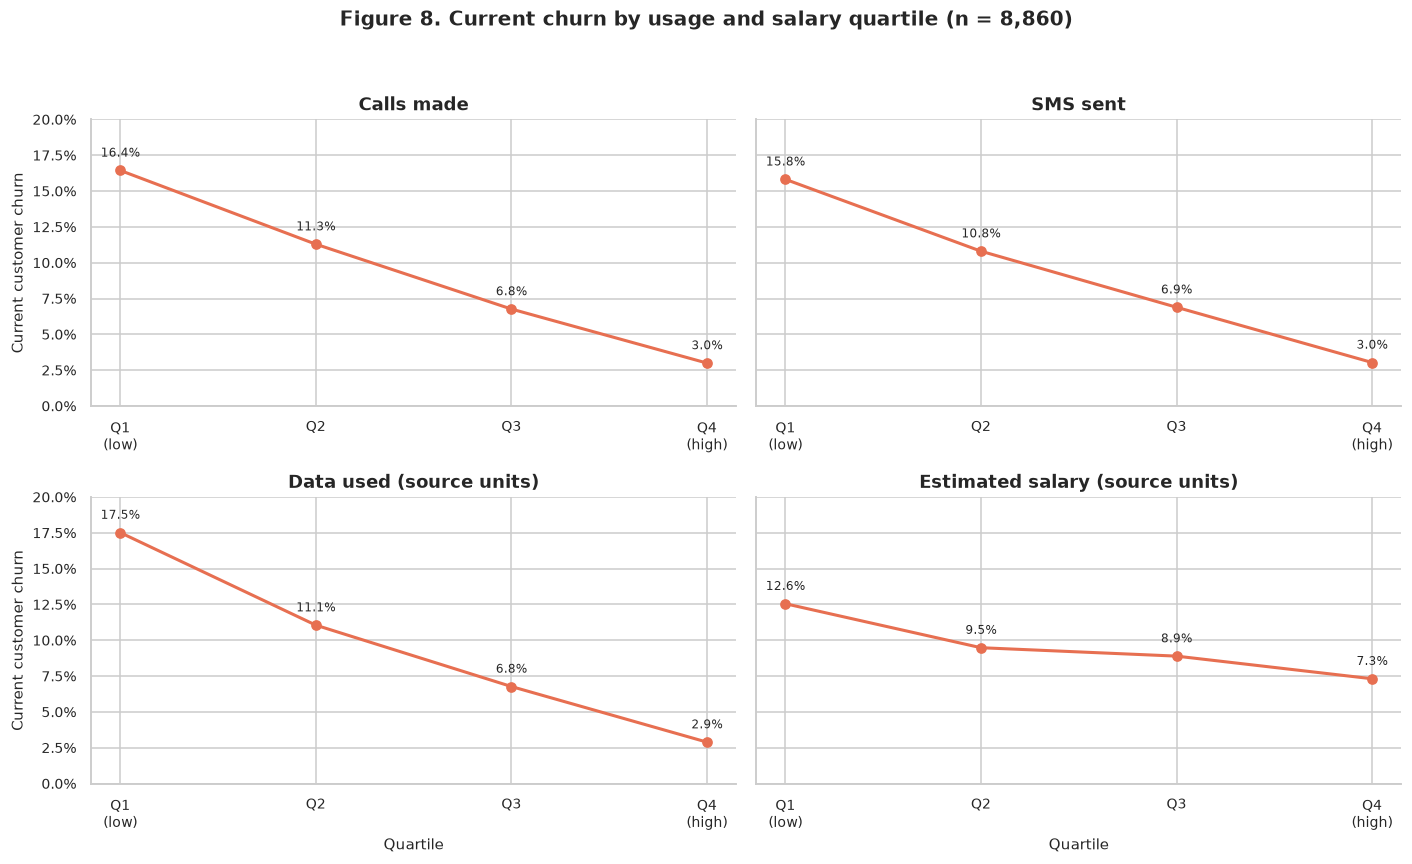 Figure 8. Current churn by usage and salary quartile (n = 8,860)
Calls made
Current customer churn
20.0%
17.5%
15.0%
12.5%
10.0%
7.5%
5.0%
2.5%
0.0%
16.4%
11.3%
6.8%
3.0%
Q1
(low)
Q2
Q3
Q4
(high)
SMS sent
15.8%
10.8%
6.9%
3.0%
Q1
(low)
Q2
Q3
Q4
(high)
Data used (source units)
Current customer churn
20.0%
17.5%
15.0%
12.5%
10.0%
7.5%
5.0%
2.5%
0.0%
17.5%
11.1%
6.8%
2.9%
Q1
(low)
Q2
Q3
Q4
(high)
Quartile
Estimated salary (source units)
12.6%
9.5%
8.9%
7.3%
Q1
(low)
Q2
Q3
Q4
(high)
Quartile